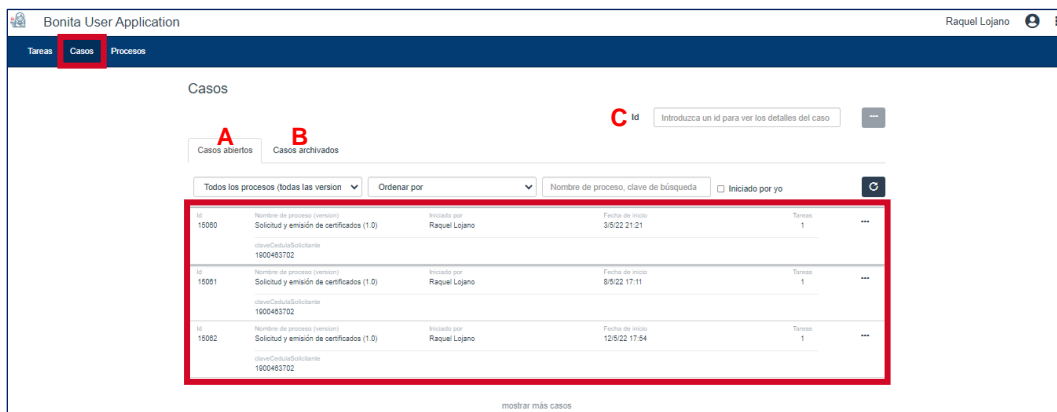 Bonita User Application
Raquel Lojano
Tareas Casos Procesos
Casos
C Id Introduzca un id para ver los detalles del caso ...
A B
Casos abiertos Casos archivados
Todos los procesos (todas las version Ordenar por Nombre de proceso, clave de búsqueda Iniciado por yo
Id Nombre de proceso (version) Iniciado por Fecha de inicio Tareas
15060 Solicitud y emisión de certificados (1.0) Raquel Lojano 3/5/22 21:21 1 ...
claveCedulaSolicitante
1900463702
Id Nombre de proceso (version) Iniciado por Fecha de inicio Tareas
15061 Solicitud y emisión de certificados (1.0) Raquel Lojano 8/5/22 17:11 1 ...
claveCedulaSolicitante
1900463702
Id Nombre de proceso (version) Iniciado por Fecha de inicio Tareas
15062 Solicitud y emisión de certificados (1.0) Raquel Lojano 12/5/22 17:54 1 ...
claveCedulaSolicitante
1900463702
mostrar más casos